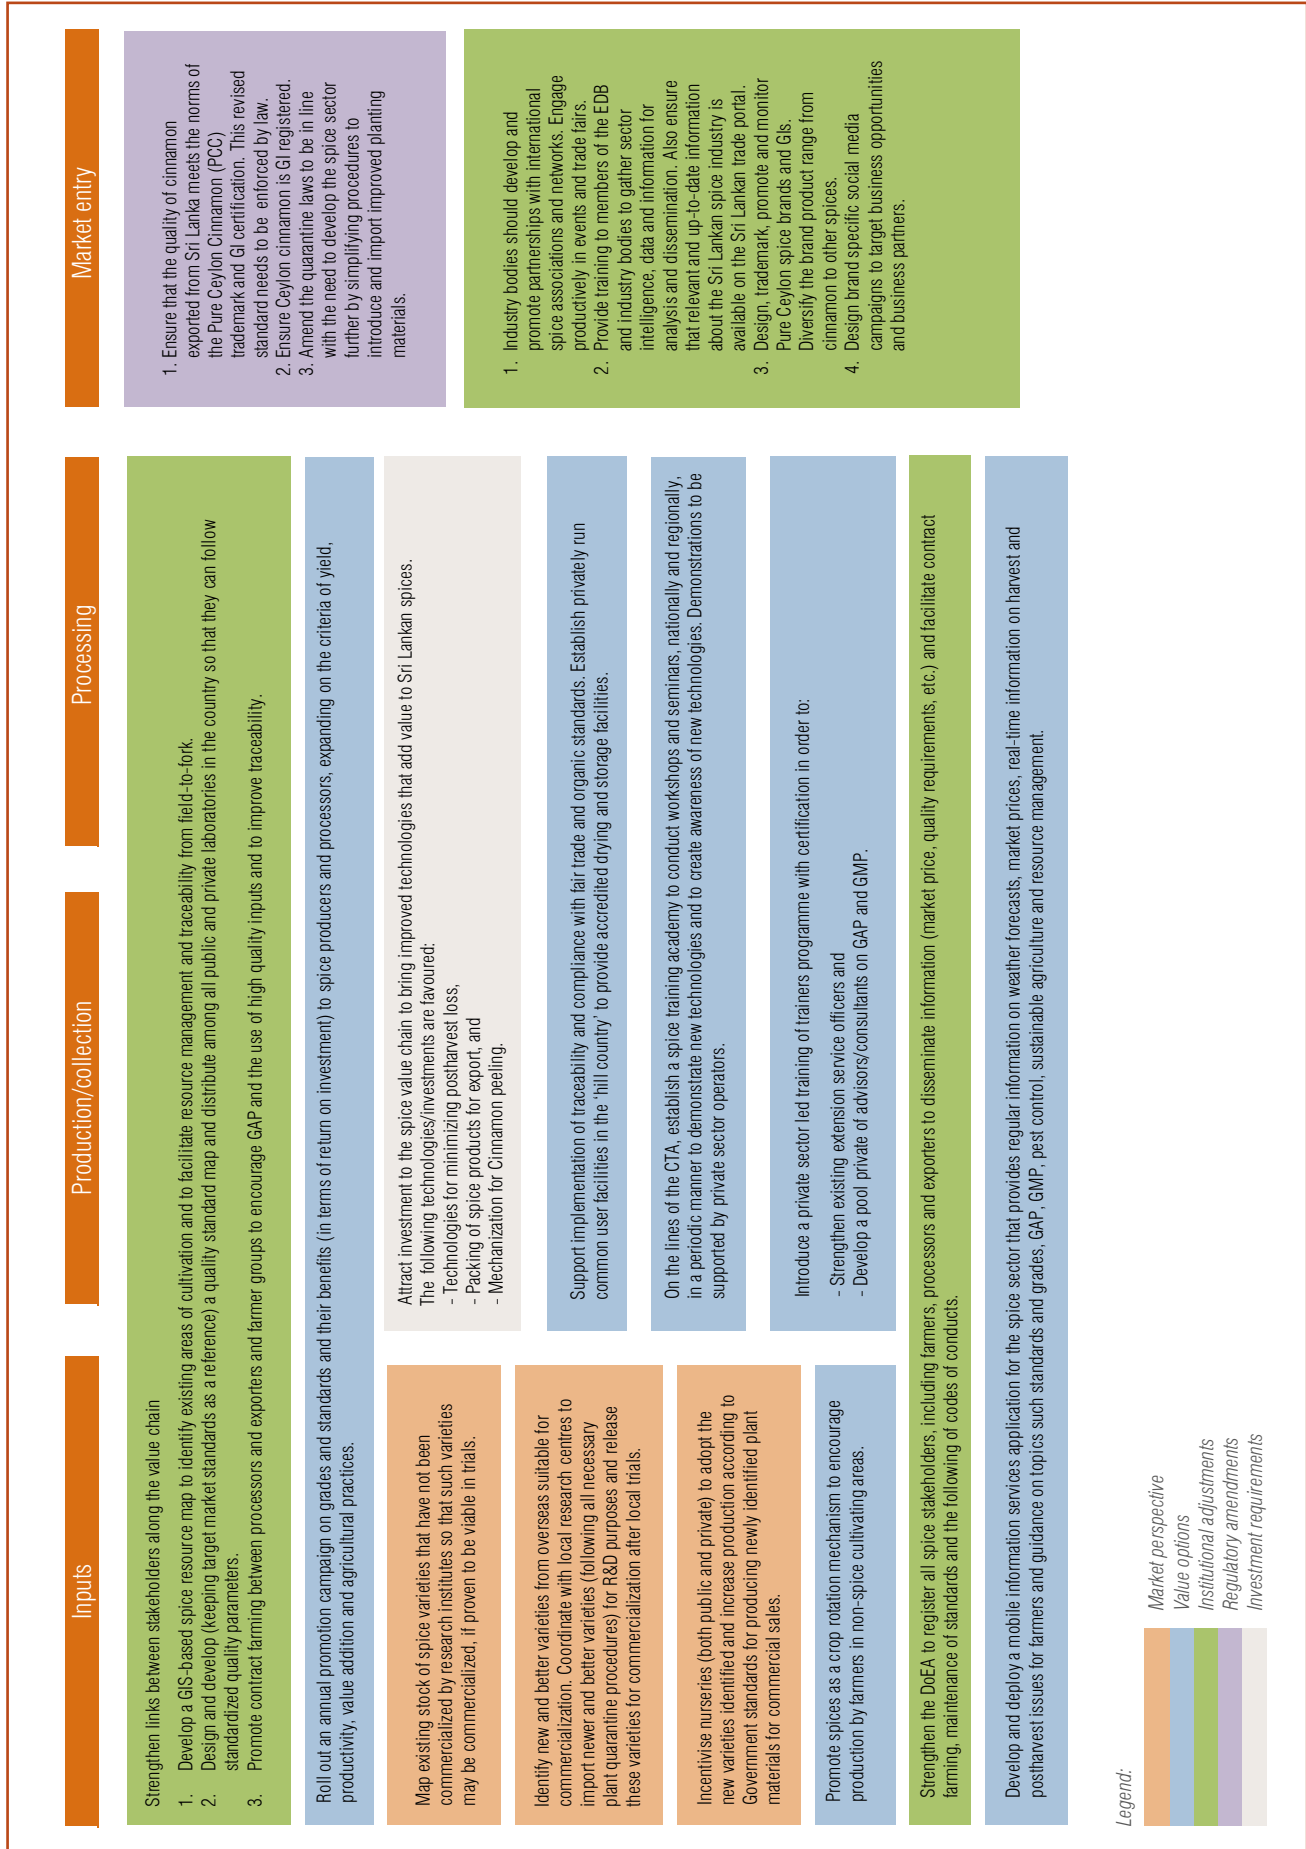 Inputs
Production/collection
Processing
Market entry
Strengthen links between stakeholders along the value chain
1. Develop a GIS-based spice resource map to identify existing areas of cultivation and to facilitate resource management and traceability from field-to-fork.
2. Design and develop (keeping target market standards as a reference) a quality standard map and distribute among all public and private laboratories in the country so that they can follow
standardized quality parameters.
3. Promote contract farming between processors and exporters and farmer groups to encourage GAP and the use of high quality inputs and to improve traceability.
Roll out an annual promotion campaign on grades and standards and their benefits (in terms of return on investment) to spice producers and processors, expanding on the criteria of yield,
productivity, value addition and agricultural practices.
Map existing stock of spice varieties that have not been
commercialized by research institutes so that such varieties
may be commercialized, if proven to be viable in trials.
Identify new and better varieties from overseas suitable for
commercialization. Coordinate with local research centres to
import newer and better varieties (following all necessary
plant quarantine procedures) for R&D purposes and release
these varieties for commercialization after local trials.
Incentivise nurseries (both public and private) to adopt the
new varieties identified and increase production according to
Government standards for producing newly identified plant
materials for commercial sales.
Promote spices as a crop rotation mechanism to encourage
production by farmers in non-spice cultivating areas.
Attract investment to the spice value chain to bring improved technologies that add value to Sri Lankan spices.
The following technologies/investments are favoured:
- Technologies for minimizing postharvest loss,
- Packing of spice products for export, and
- Mechanization for Cinnamon peeling.
Support implementation of traceability and compliance with fair trade and organic standards. Establish privately run
common user facilities in the ‘hill country’ to provide accredited drying and storage facilities.
On the lines of the CTA, establish a spice training academy to conduct workshops and seminars, nationally and regionally,
in a periodic manner to demonstrate new technologies and to create awareness of new technologies. Demonstrations to be
supported by private sector operators.
Introduce a private sector led training of trainers programme with certification in order to:
- Strengthen existing extension service officers and
- Develop a pool private of advisors/consultants on GAP and GMP.
Strengthen the DoEA to register all spice stakeholders, including farmers, processors and exporters to disseminate information (market price, quality requirements, etc.) and facilitate contract
farming, maintenance of standards and the following of codes of conducts.
Develop and deploy a mobile information services application for the spice sector that provides regular information on weather forecasts, market prices, real-time information on harvest and
postharvest issues for farmers and guidance on topics such standards and grades, GAP, GMP, pest control, sustainable agriculture and resource management.
1. Ensure that the quality of cinnamon
exported from Sri Lanka meets the norms of
the Pure Ceylon Cinnamon (PCC)
trademark and GI certification. This revised
standard needs to be enforced by law.
2. Ensure Ceylon cinnamon is GI registered.
3. Amend the quarantine laws to be in line
with the need to develop the spice sector
further by simplifying procedures to
introduce and import improved planting
materials.
1. Industry bodies should develop and
promote partnerships with international
spice associations and networks. Engage
productively in events and trade fairs.
2. Provide training to members of the EDB
and industry bodies to gather sector
intelligence, data and information for
analysis and dissemination. Also ensure
that relevant and up-to-date information
about the Sri Lankan spice industry is
available on the Sri Lankan trade portal.
3. Design, trademark, promote and monitor
Pure Ceylon spice brands and GIs.
Diversify the brand product range from
cinnamon to other spices.
4. Design brand specific social media
campaigns to target business opportunities
and business partners.
Legend:
Market perspective
Value options
Institutional adjustments
Regulatory amendments
Investment requirements